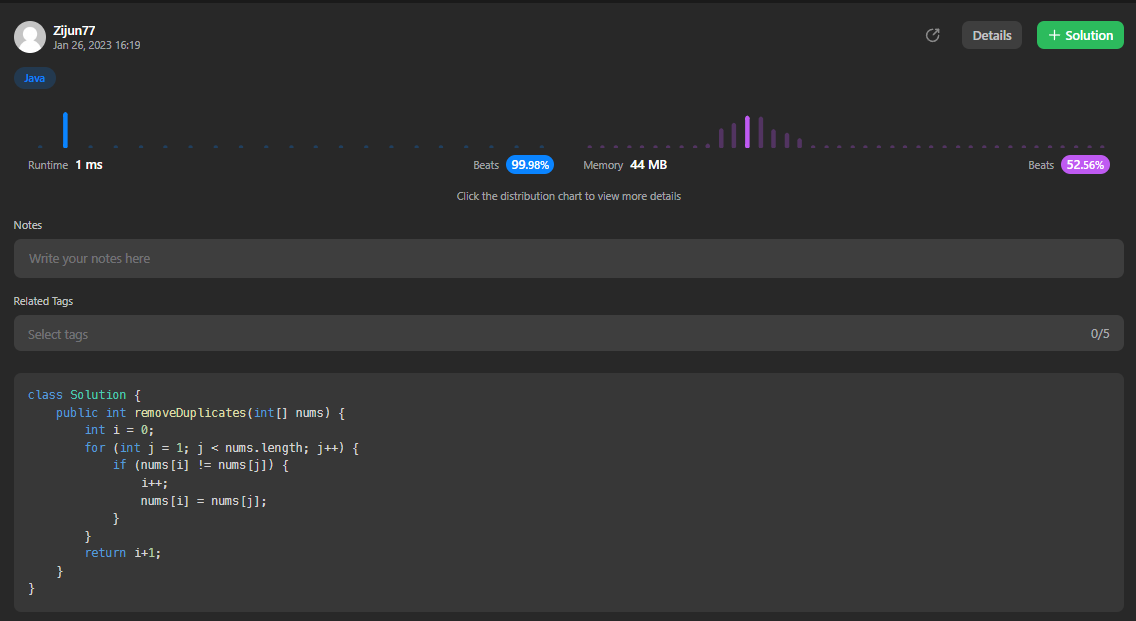 Zijun77
Jan 26, 2023 16:19
Details
+ Solution
Java
Runtime 1 ms
Beats 99.98%
Memory 44 MB
Beats 52.56%
Click the distribution chart to view more details
Notes
Write your notes here
Related Tags
Select tags
0/5
class Solution {
    public int removeDuplicates(int[] nums) {
        int i = 0;
        for (int j = 1; j < nums.length; j++) {
            if (nums[i] != nums[j]) {
                i++;
                nums[i] = nums[j];
            }
        }
        return i+1;
    }
}